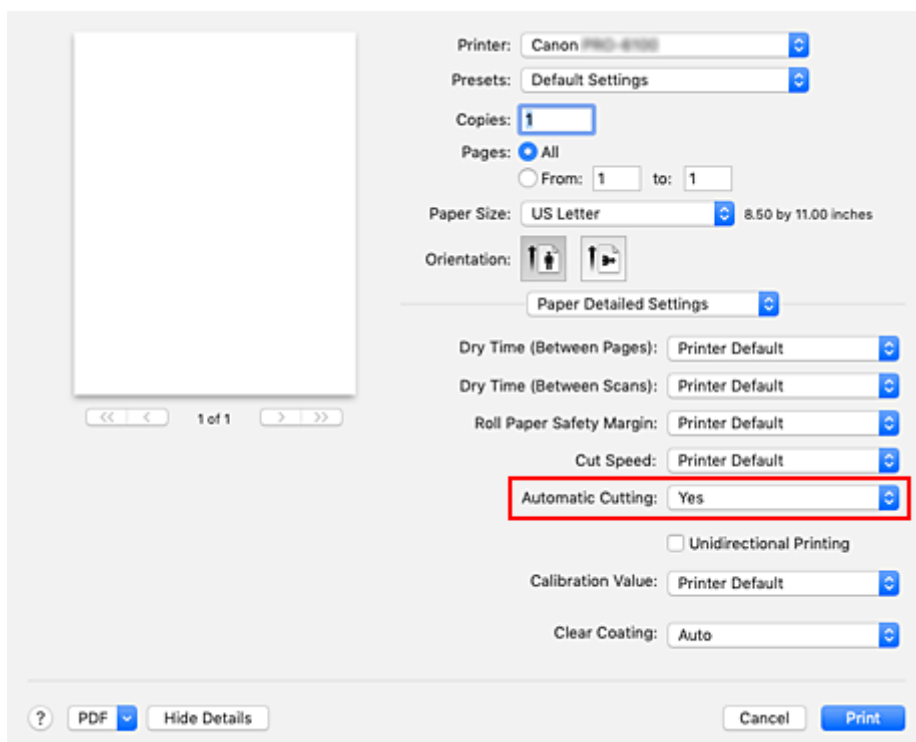 Printer: Canon
Presets: Default Settings
Copies: 1
Pages: All
From: 1 to: 1
Paper Size: US Letter 8.50 by 11.00 inches
Orientation:
Paper Detailed Settings
Dry Time (Between Pages): Printer Default
Dry Time (Between Scans): Printer Default
1 of 1
Roll Paper Safety Margin: Printer Default
Cut Speed: Printer Default
Automatic Cutting: Yes
Unidirectional Printing
Calibration Value: Printer Default
Clear Coating: Auto
? PDF Hide Details Cancel Print